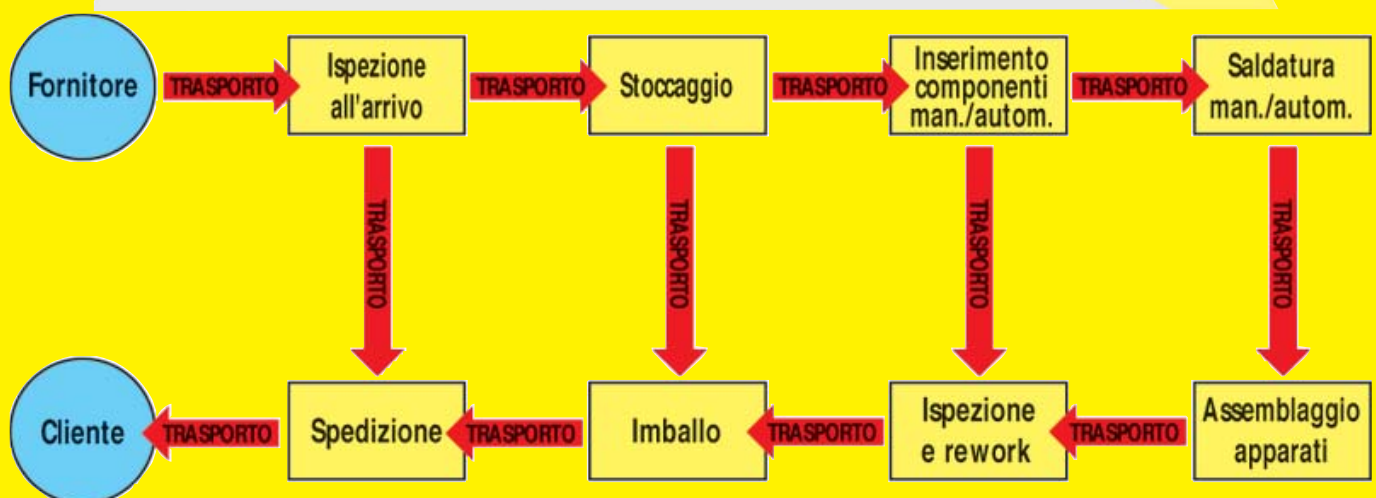 Fornitore
TRASPORTO
Ispezione
all'arrivo
TRASPORTO
Stoccaggio
TRASPORTO
Inserimento
componenti
man./autom.
TRASPORTO
Saldatura
man./autom.
TRASPORTO
TRASPORTO
TRASPORTO
TRASPORTO
Cliente
TRASPORTO
Spedizione
TRASPORTO
Imballo
TRASPORTO
Ispezione
e rework
TRASPORTO
Assemblaggio
apparati